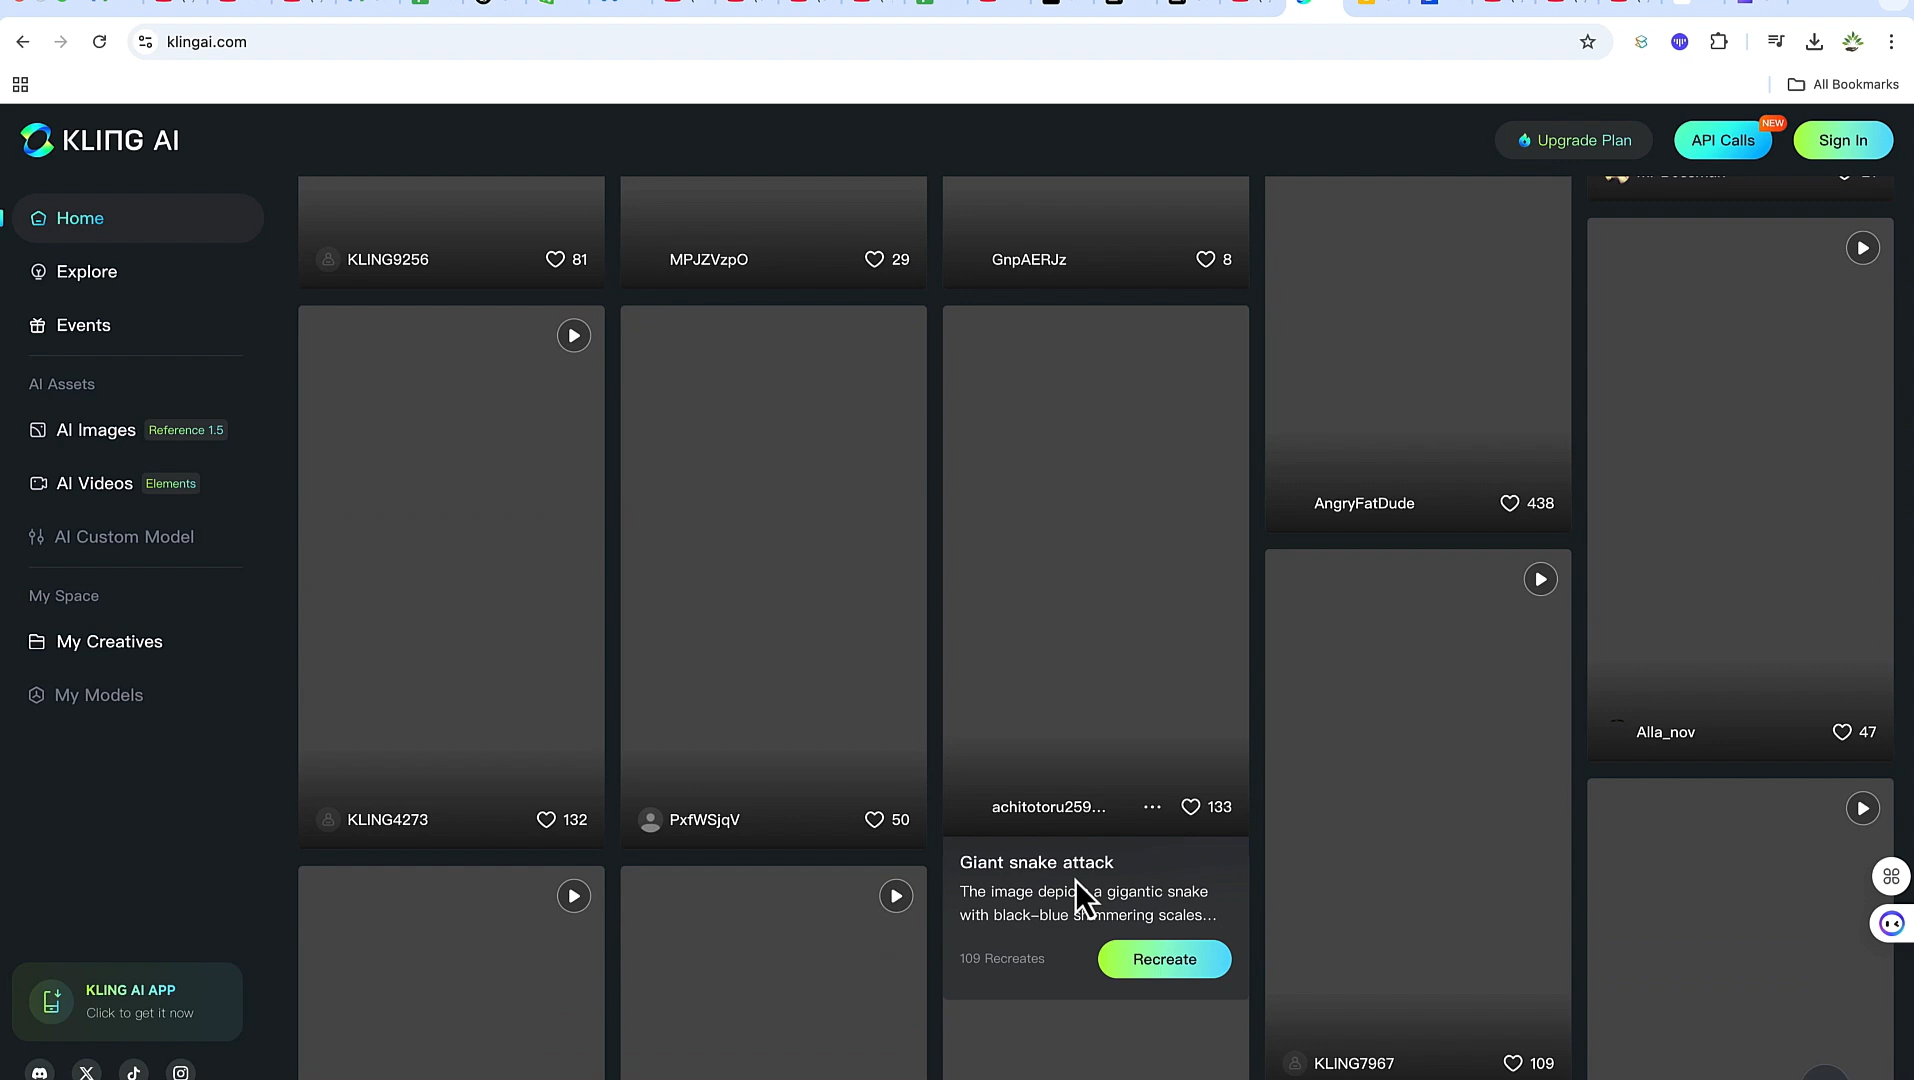 klingai.com
All Bookmarks
KLING AI
Upgrade Plan
API Calls
NEW
Sign In
Home
Explore
Events
AI Assets
AI Images
Reference 1.5
AI Videos
Elements
AI Custom Model
My Space
My Creatives
My Models
KLING AI APP
Click to get it now
KLING9256
81
MPJZVzpO
29
GnpAERJz
8
AngryFatDude
438
Alla_nov
47
KLING4273
132
PxfWSjqV
50
achitotoru259...
133
Giant snake attack
The image a gigantic snake
with black-blue shimmering scales...
109 Recreates
Recreate
KLING7967
109